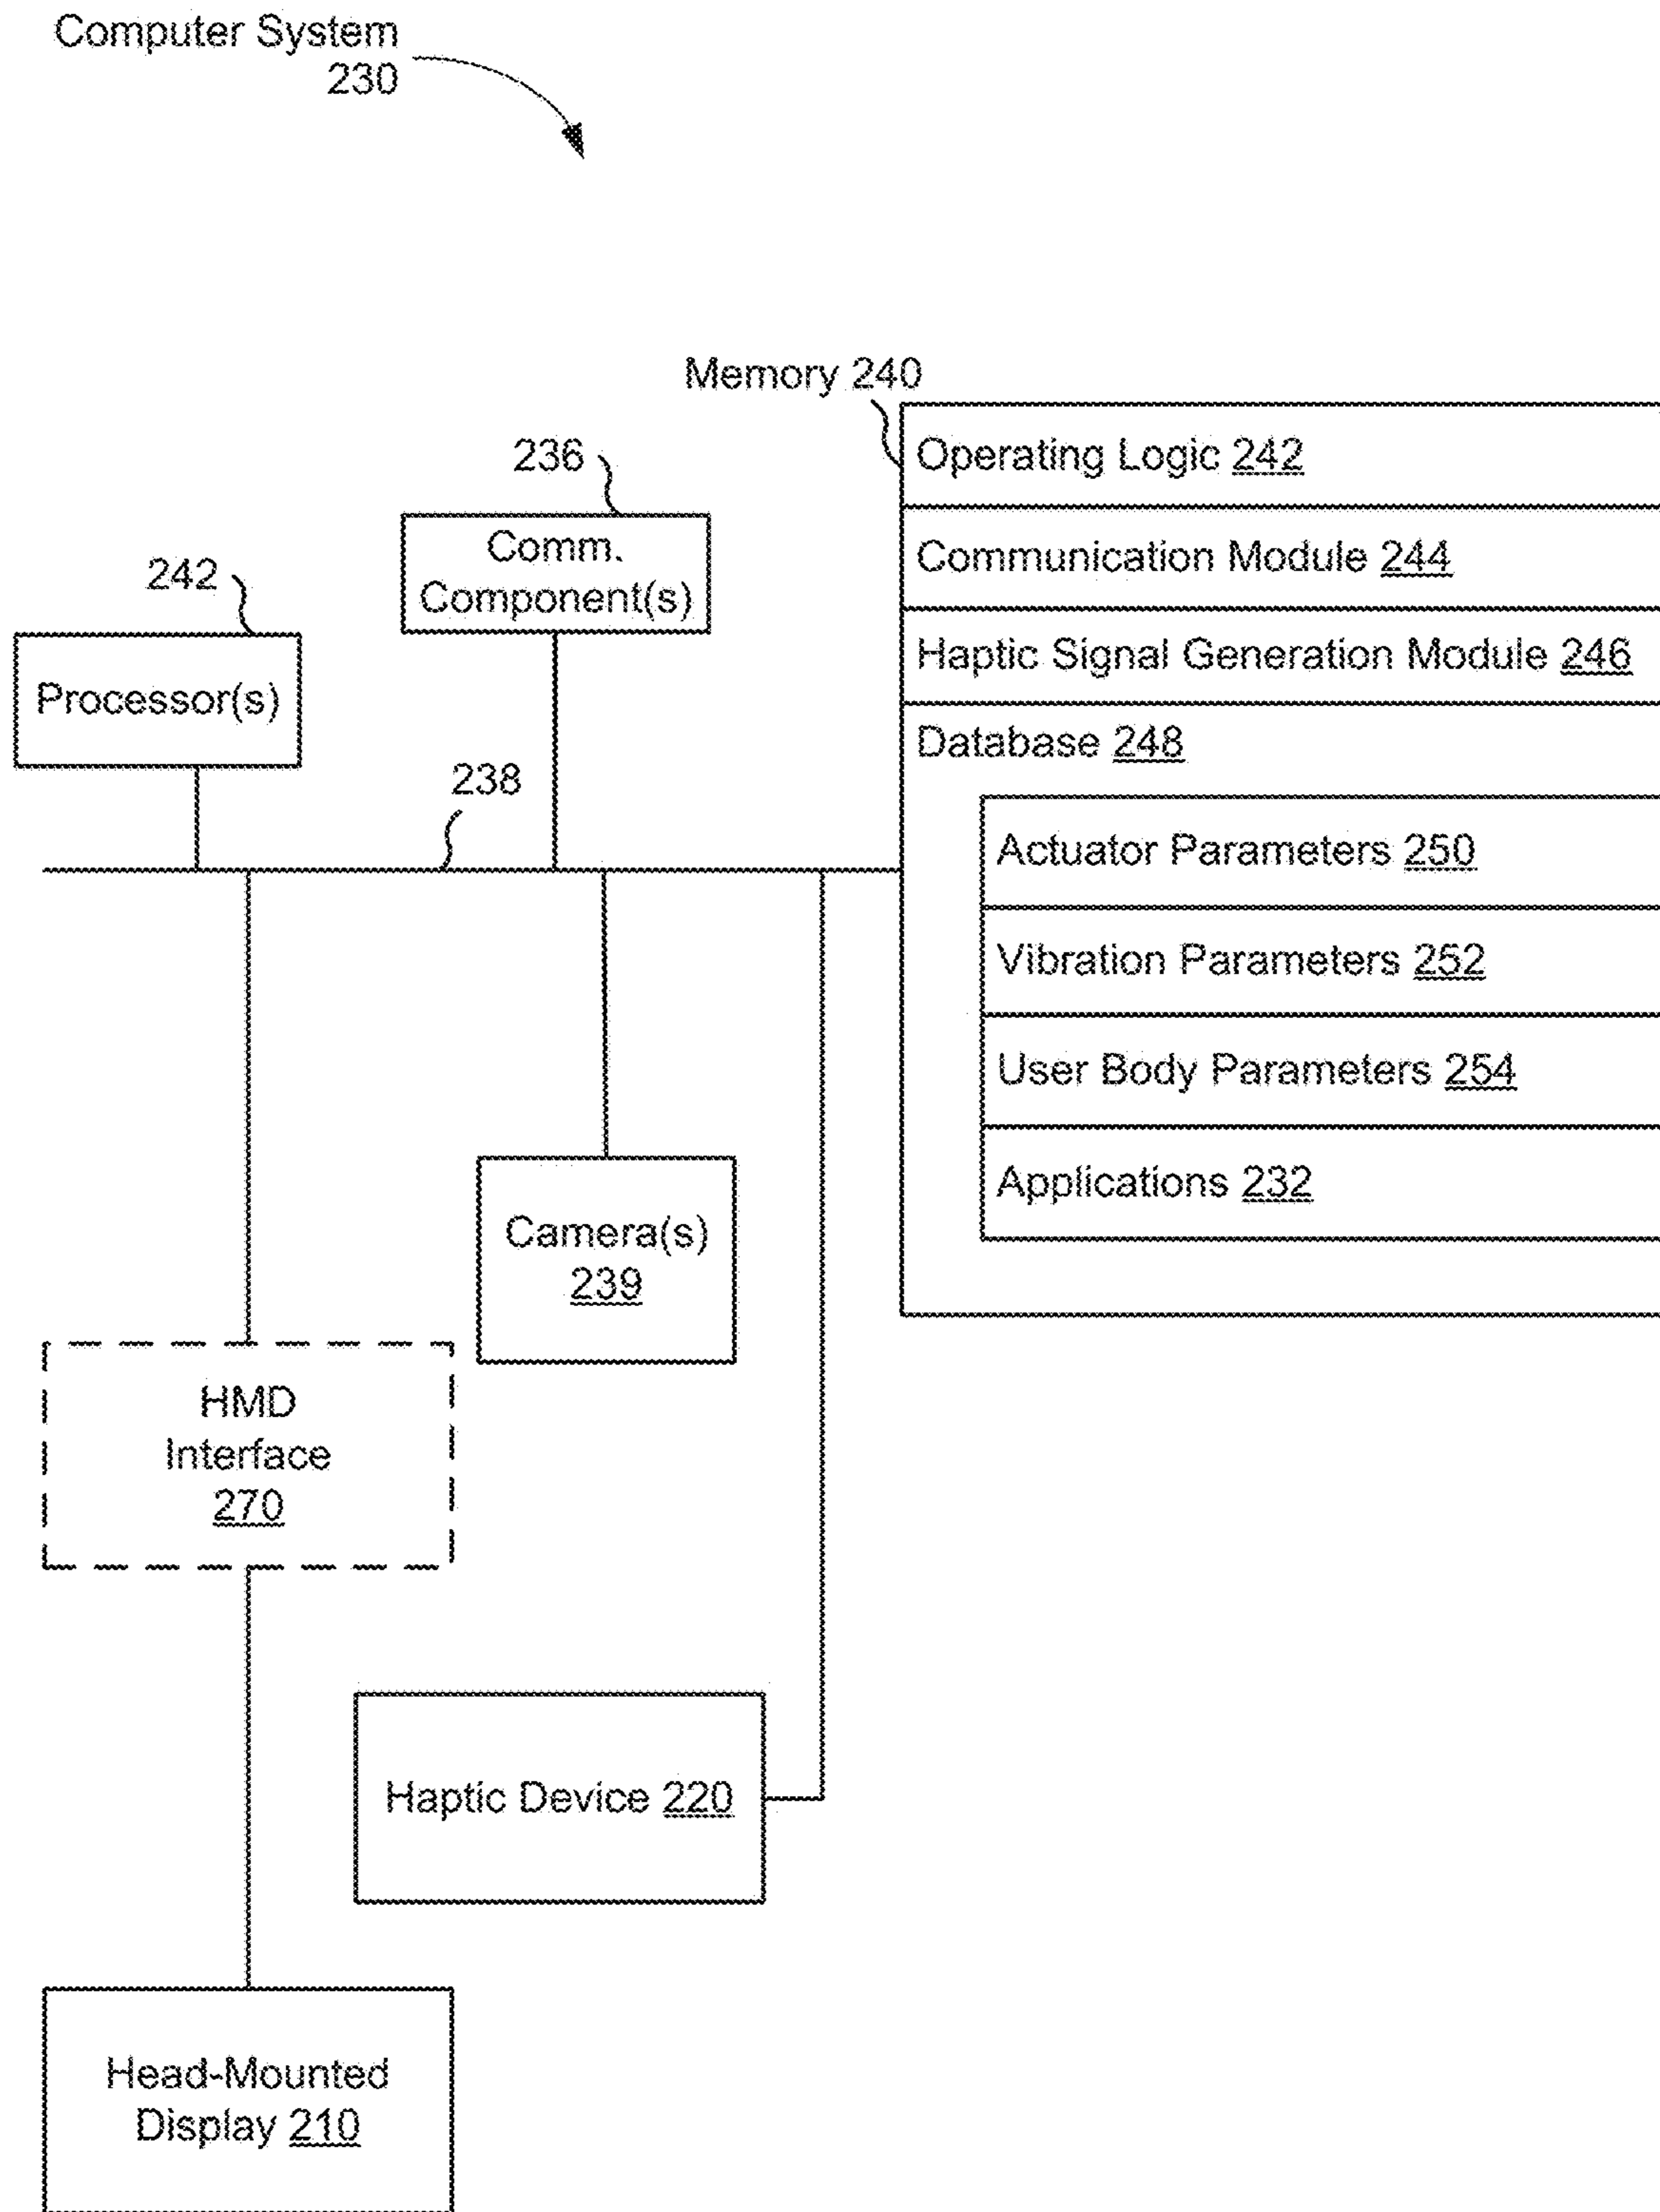 Computer System
230
Memory 240
Operating Logic 242
Communication Module 244
Haptic Signal Generation Module 246
Database 248
Actuator Parameters 250
Vibration Parameters 252
User Body Parameters 254
Applications 232
236
Comm.
Component(s)
242
Processor(s)
238
Camera(s)
239
HMD
Interface
270
Haptic Device 220
Head-Mounted
Display 210